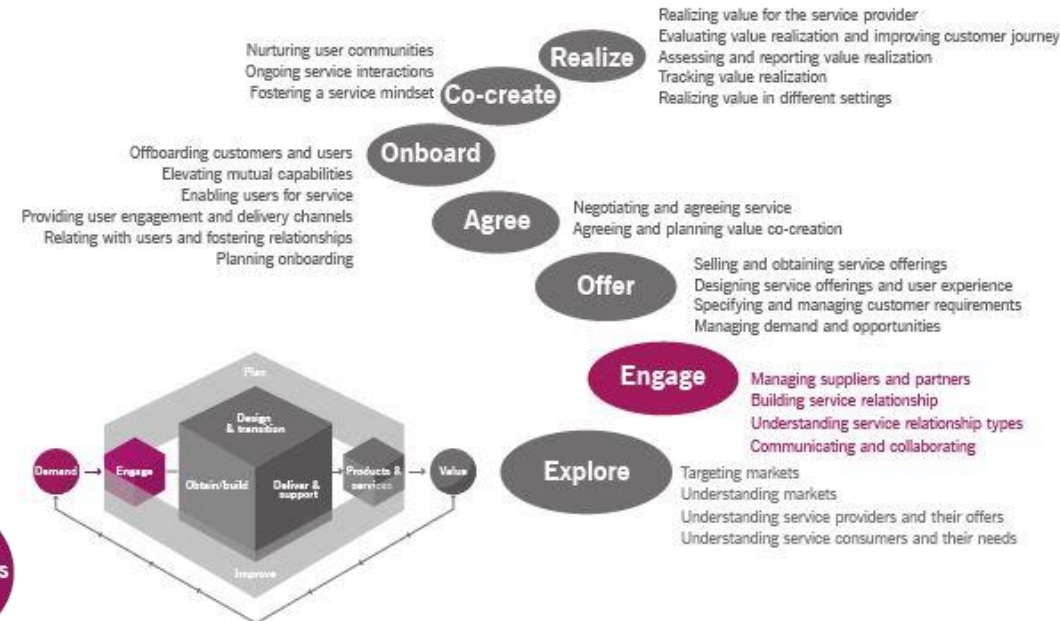 Realize
Realizing value for the service provider
Evaluating value realization and improving customer journey
Assessing and reporting value realization
Tracking value realization
Realizing value in different settings
Nurturing user communities
Ongoing service interactions
Fostering a service mindset
Co-create
Onboard
Offboarding customers and users
Elevating mutual capabilities
Enabling users for service
Providing user engagement and delivery channels
Relating with users and fostering relationships
Planning onboarding
Agree
Negotiating and agreeing service
Agreeing and planning value co-creation
Offer
Selling and obtaining service offerings
Designing service offerings and user experience
Specifying and managing customer requirements
Managing demand and opportunities
Engage
Managing suppliers and partners
Building service relationship
Understanding service relationship types
Communicating and collaborating
Explore
Targeting markets
Understanding markets
Understanding service providers and their offers
Understanding service consumers and their needs
Plan
Design
& transition
Demand
Engage
Obtain/build
Deliver &
support
Products &
services
Value
Improve